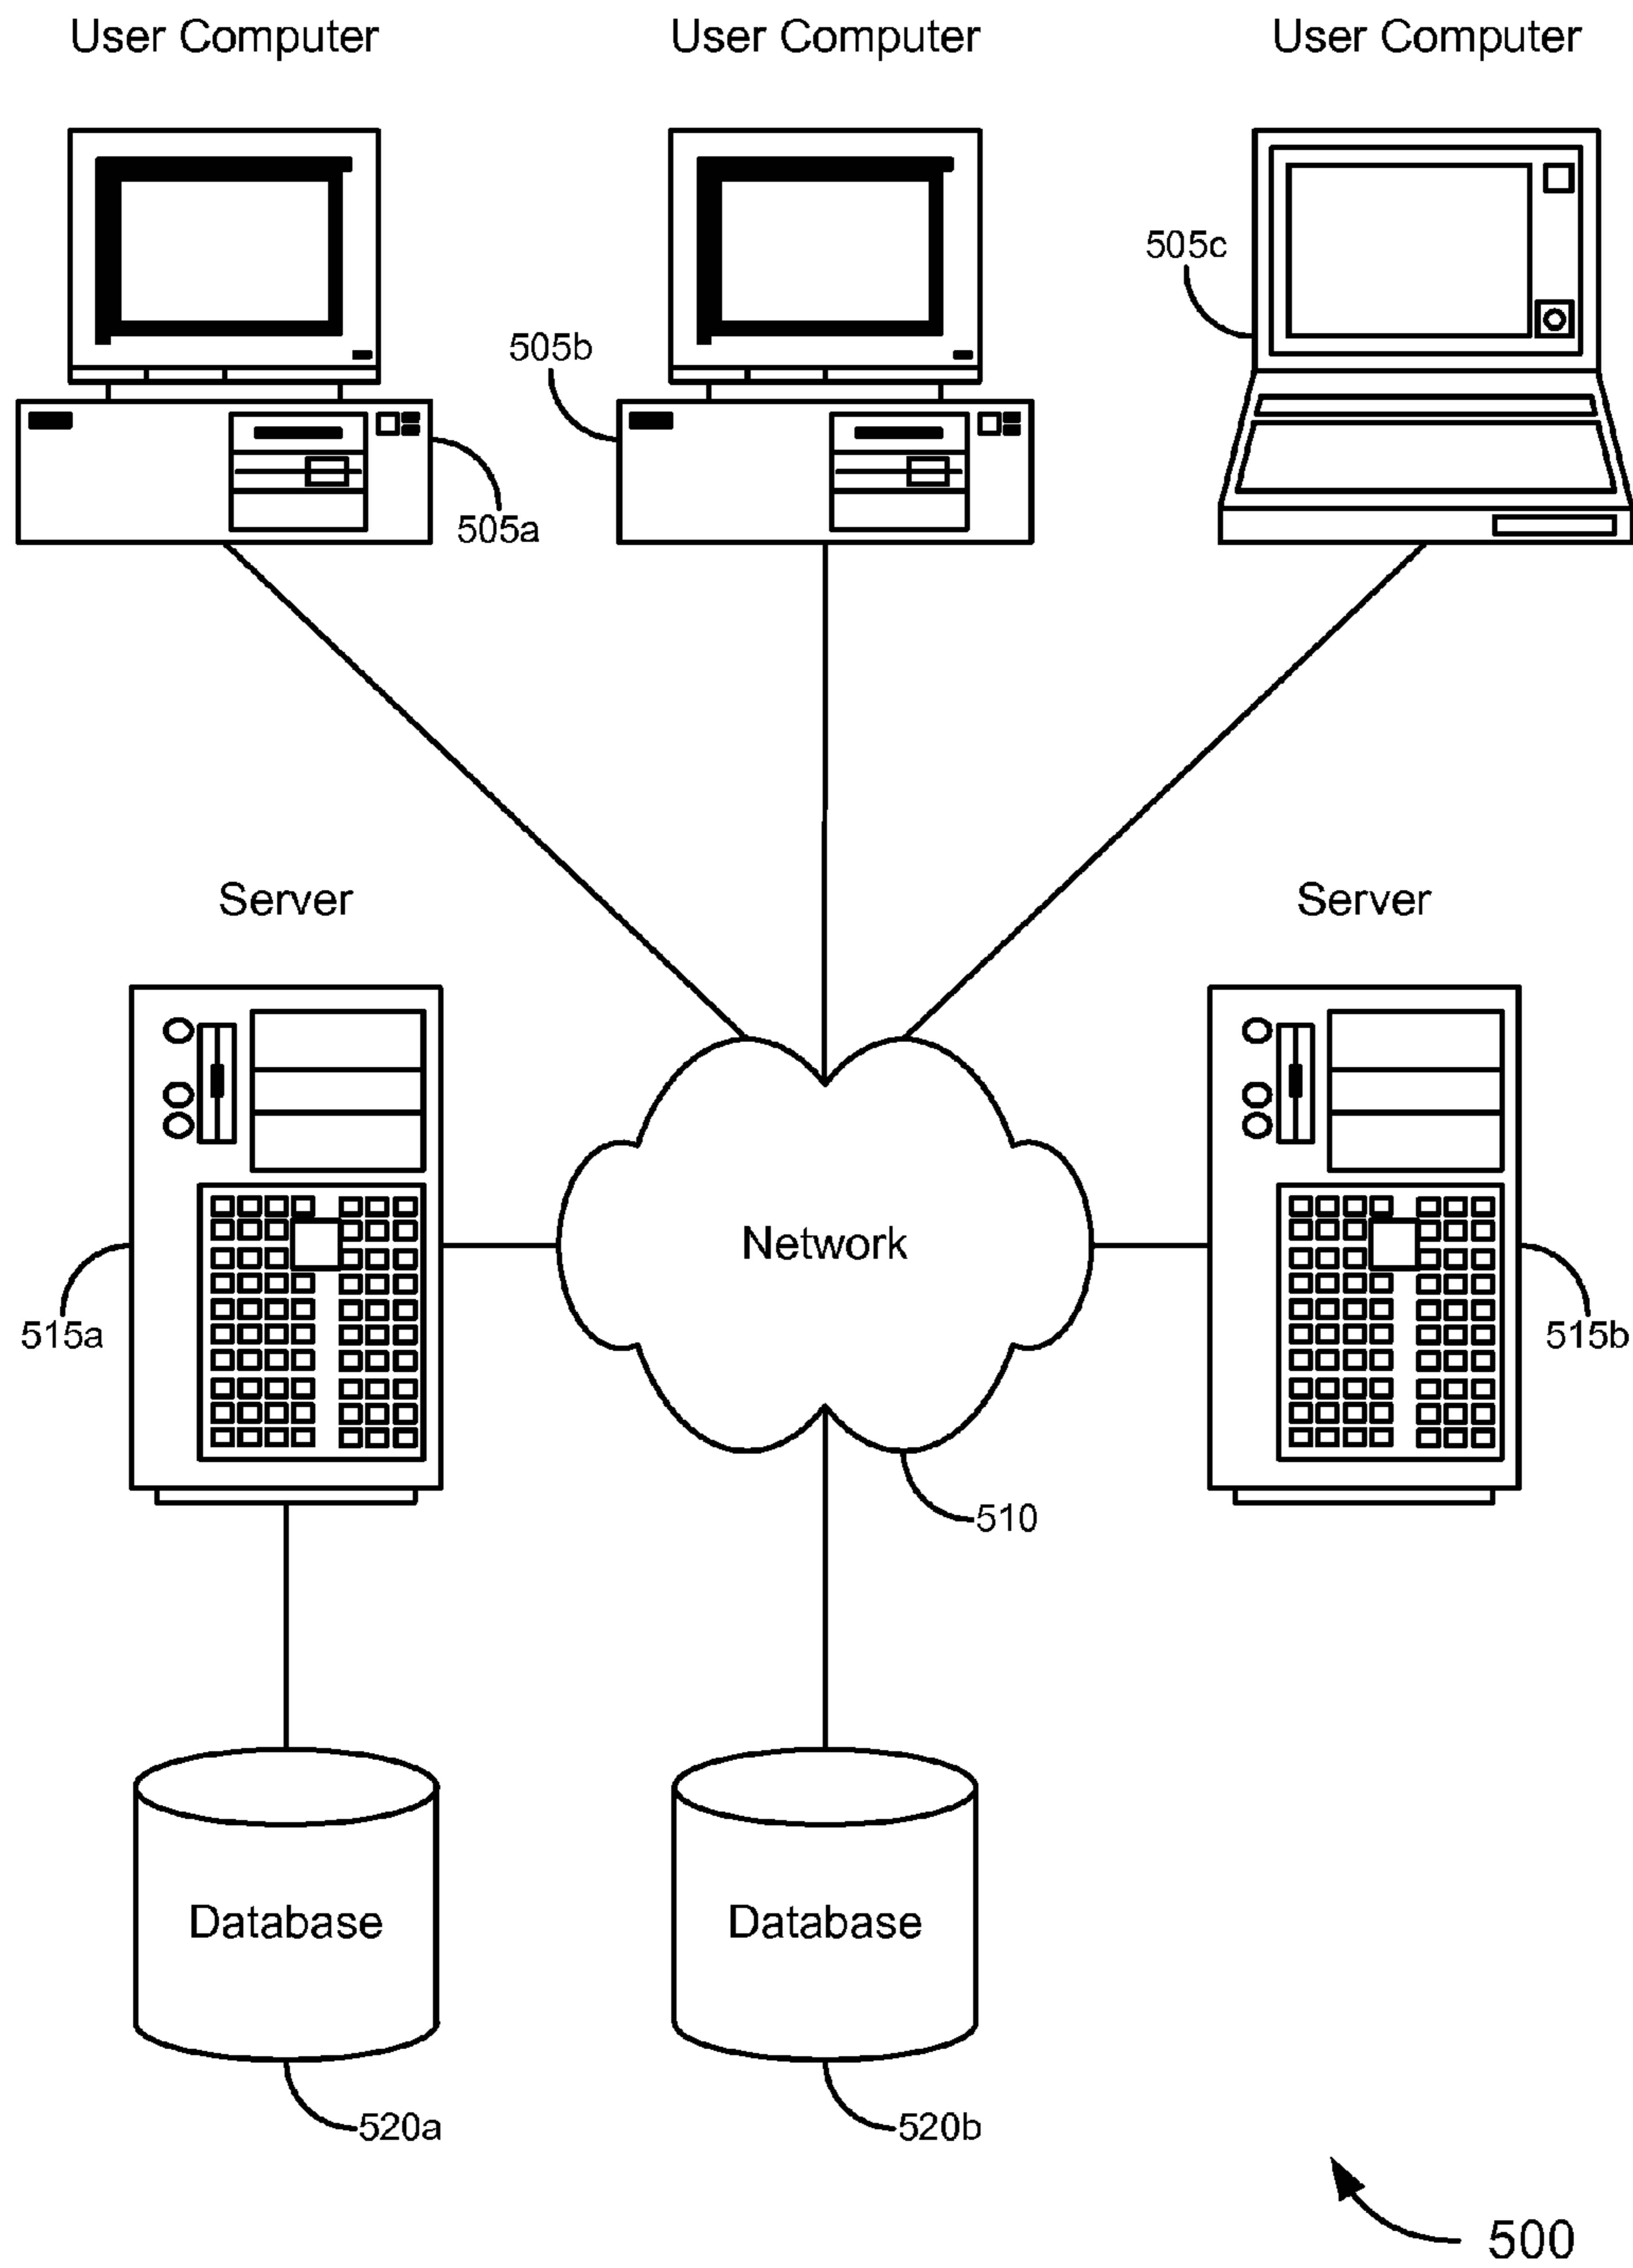 User Computer
User Computer
User Computer
505c
505b
505a
Server
Server
Network
515a
515b
510
Database
Database
520a
520b
500